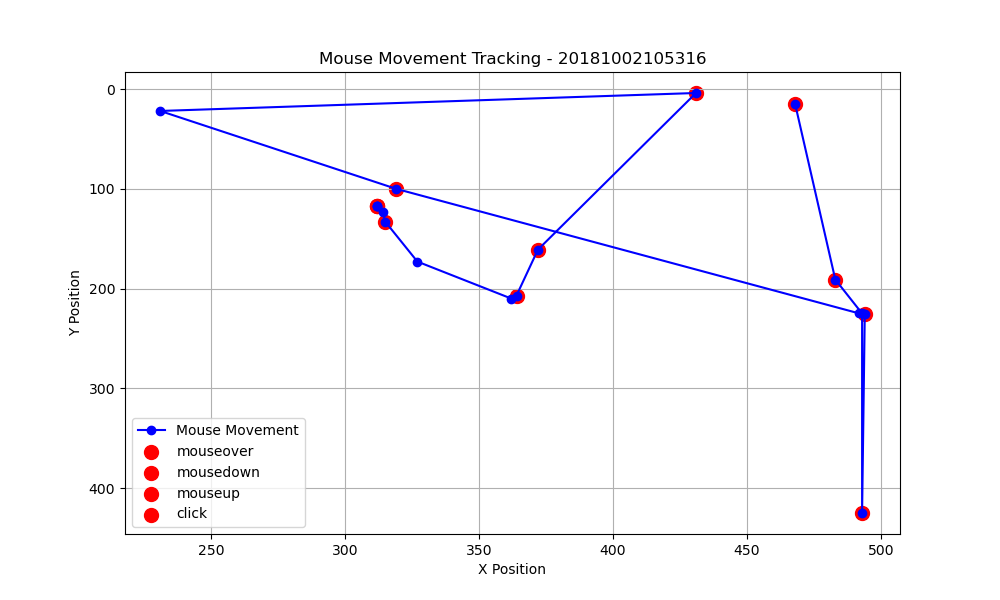 Mouse Movement Tracking - 20181002105316
Y Position
0
100
200
300
400
Mouse Movement
mouseover
mousedown
mouseup
click
250
300
350
400
450
500
X Position